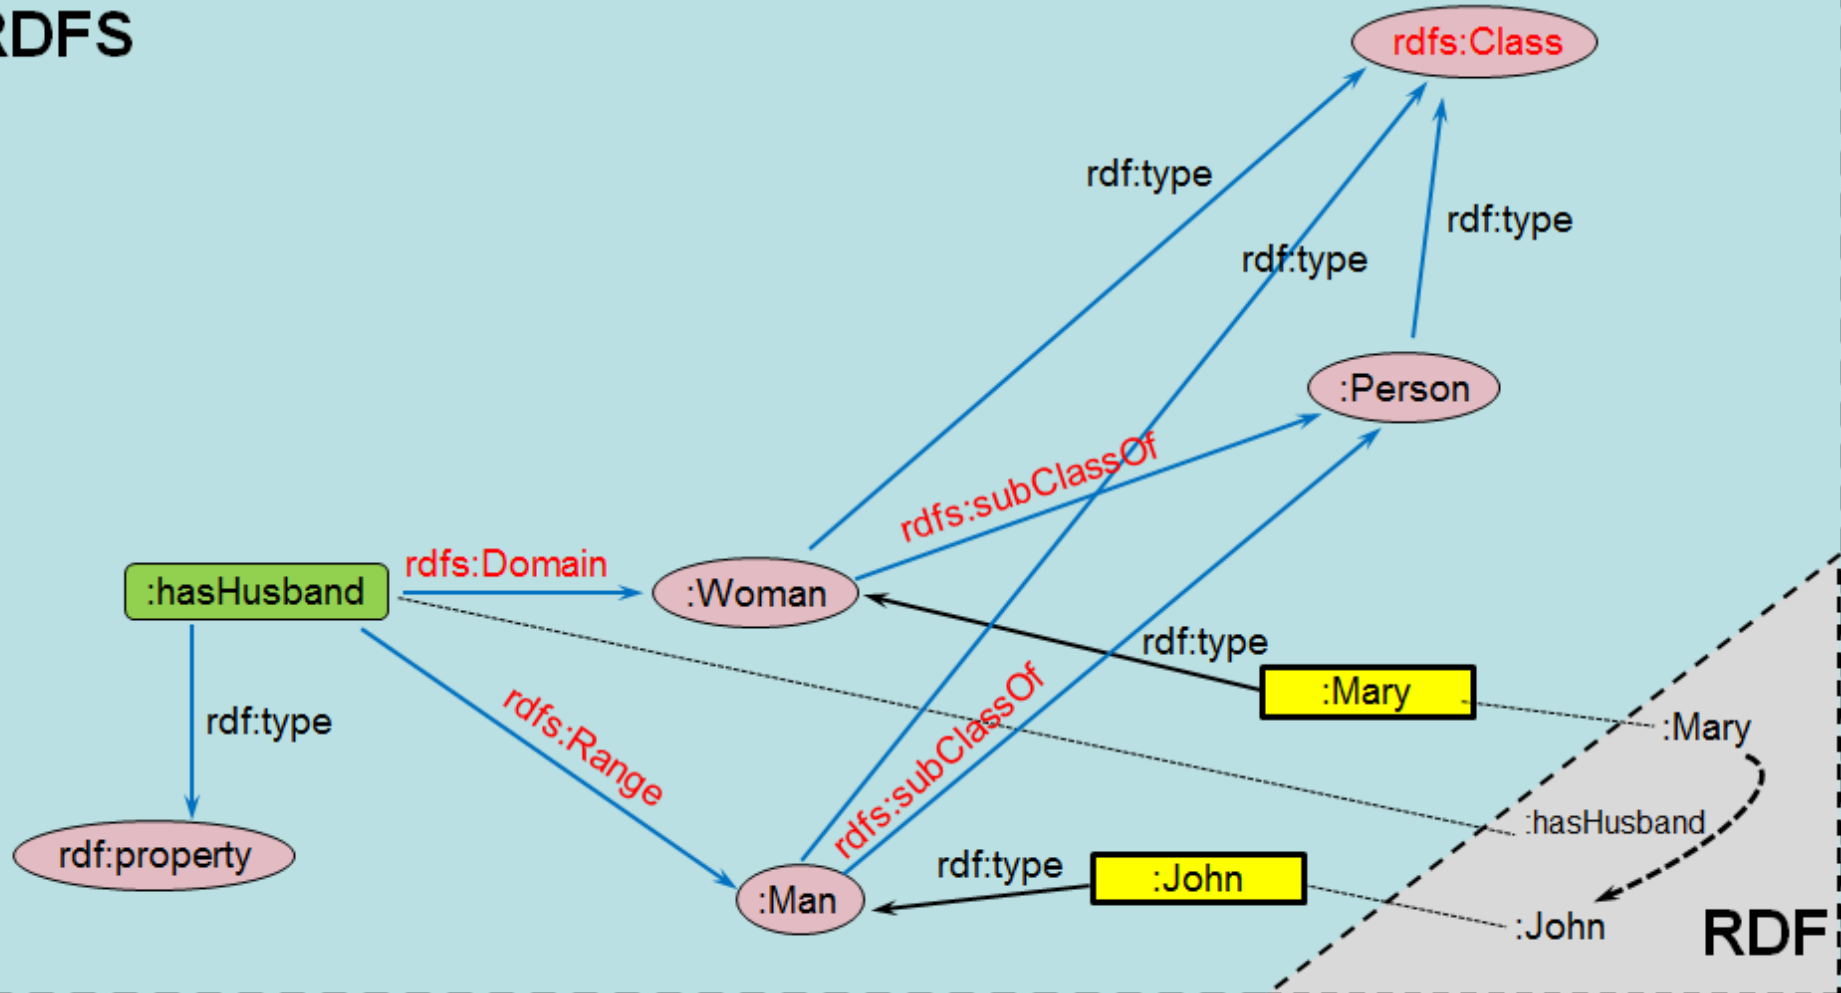 RDFS
rdfs:Class
rdf:type
rdf:type
rdf:type
:Person
rdfs:subClassOf
rdfs:Domain
:hasHusband
:Woman
rdf:type
:Mary
rdfs:subClassOf
rdfs:Range
rdf:type
:Mary
:hasHusband
rdf:property
rdf:type
:John
:Man
:John
RDF